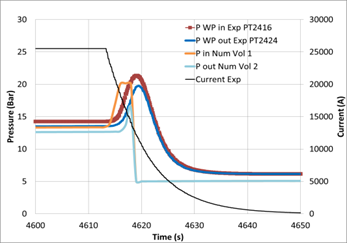 P WP in Exp PT2416
P WP out Exp PT2424
P in Num Vol 1
P out Num Vol 2
Current Exp
Pressure (Bar)
30
25
20
15
10
5
0
30000
25000
20000
15000
10000
5000
0
Current (A)
4600 4610 4620 4630 4640 4650
Time (s)